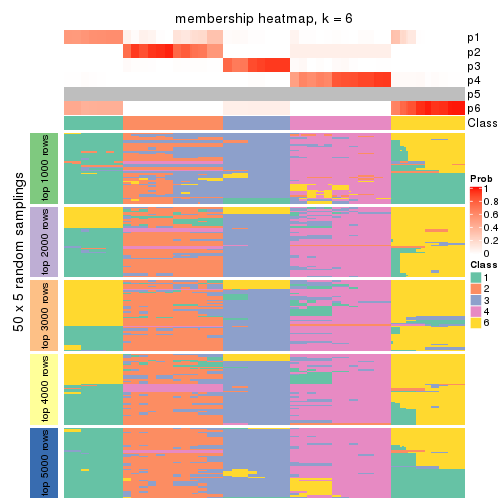 membership heatmap, k = 6
p1
p2
p3
p4
p5
p6
Class
50 x 5 random samplings
top 1000 rows
top 2000 rows
top 3000 rows
top 4000 rows
top 5000 rows
Prob
1
0.8
0.6
0.4
0.2
0
Class
1
2
3
4
6